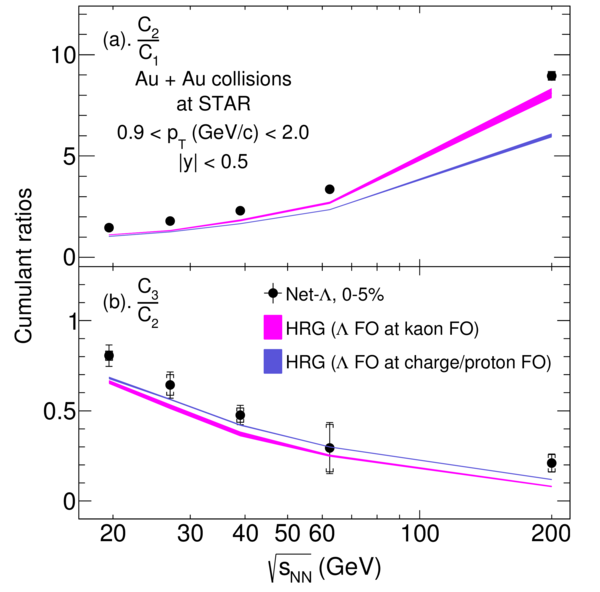 (a). C₂/C₁
Au + Au collisions
at STAR
0.9 < p_T (GeV/c) < 2.0
|y| < 0.5
10
5
0
Cumulant ratios
(b). C₃/C₂
Net-Λ, 0-5%
HRG (Λ FO at kaon FO)
HRG (Λ FO at charge/proton FO)
1
0.5
0
20 30 40 50 60 100 200
√s_NN (GeV)